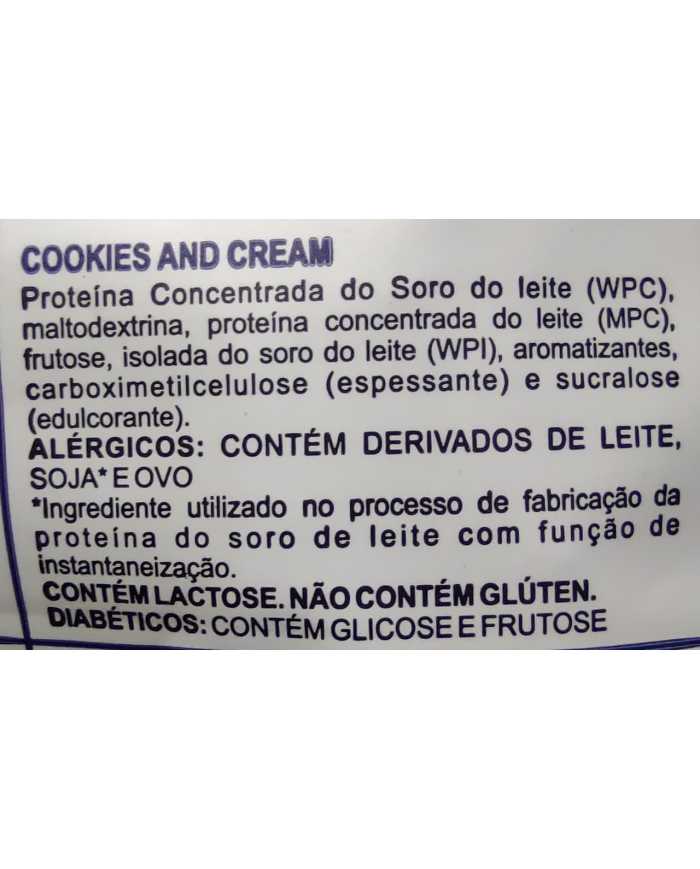 COOKIES AND CREAM
Proteína Concentrada do Soro do leite (WPC),
maltodextrina, proteína concentrada do leite (MPC),
frutose, isolada do soro do leite (WPI), aromatizantes,
carboximetilcelulose (espessante) e sucralose
(edulcorante).
ALÉRGICOS: CONTÉM DERIVADOS DE LEITE,
SOJA* E OVO
*Ingrediente utilizado no processo de fabricação da
proteína do soro de leite com função de
instantaneização.
CONTÉM LACTOSE. NÃO CONTÉM GLÚTEN.
DIABÉTICOS: CONTÉM GLICOSE E FRUTOSE